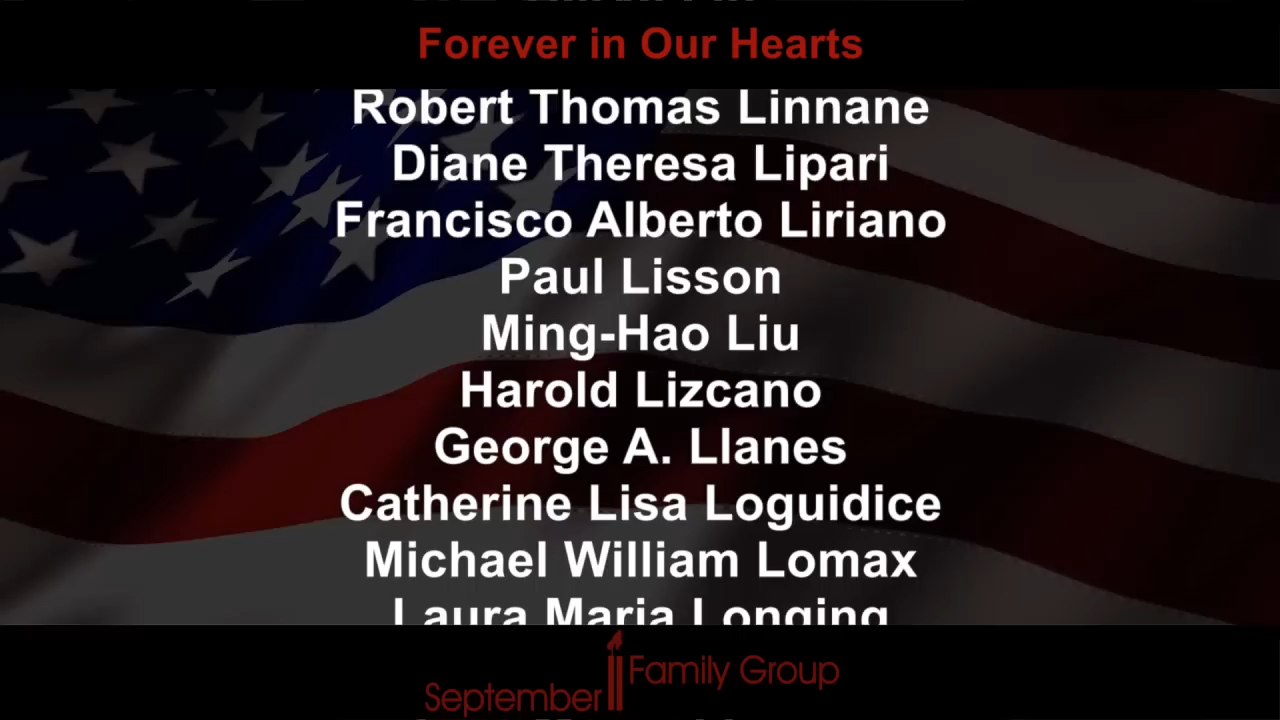 Forever in Our Hearts
Robert Thomas Linnane
Diane Theresa Lipari
Francisco Alberto Liriano
Paul Lisson
Ming-Hao Liu
Harold Lizcano
George A. Llanes
Catherine Lisa Loguidice
Michael William Lomax
Laura Maria Longing
September 11 Family Group